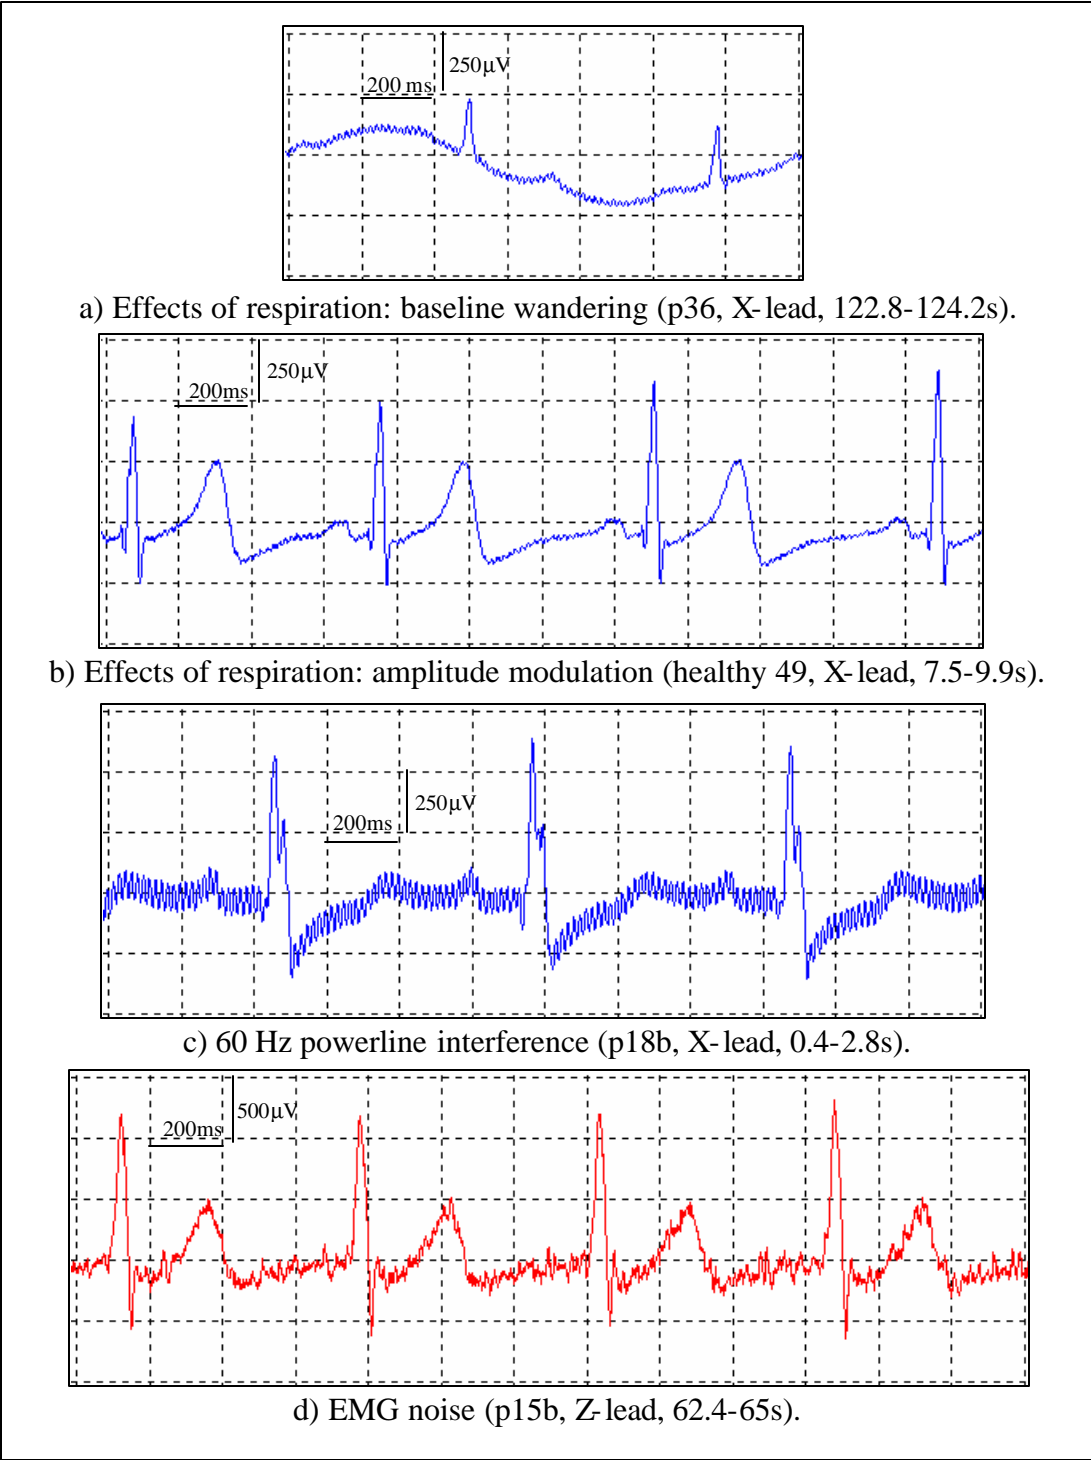 250μV
200 ms
a) Effects of respiration: baseline wandering (p36, X-lead, 122.8-124.2s).
250μV
200ms
b) Effects of respiration: amplitude modulation (healthy 49, X-lead, 7.5-9.9s).
250μV
200ms
c) 60 Hz powerline interference (p18b, X-lead, 0.4-2.8s).
500μV
200ms
d) EMG noise (p15b, Z-lead, 62.4-65s).